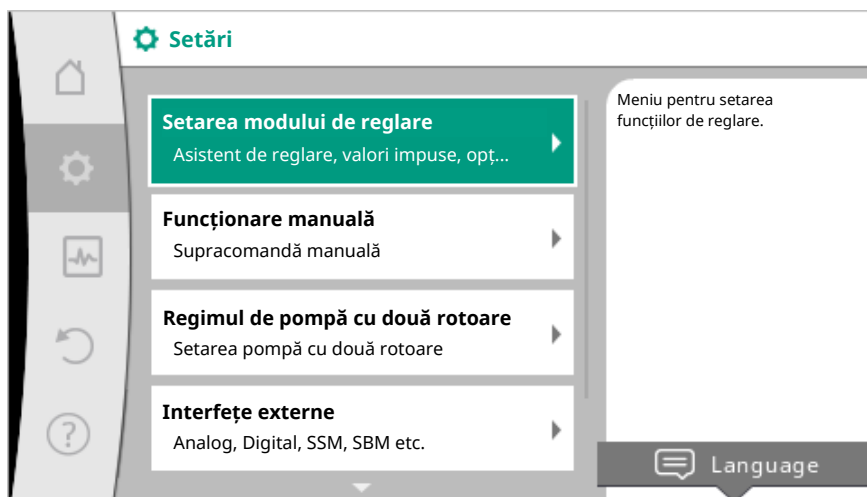 Setări
Setarea modului de reglare
Asistent de reglare, valori impuse, opț...
Funcționare manuală
Supracomandă manuală
Regimul de pompă cu două rotoare
Setarea pompă cu două rotoare
Interfețe externe
Analog, Digital, SSM, SBM etc.
Meniu pentru setarea
funcțiilor de reglare.
Language